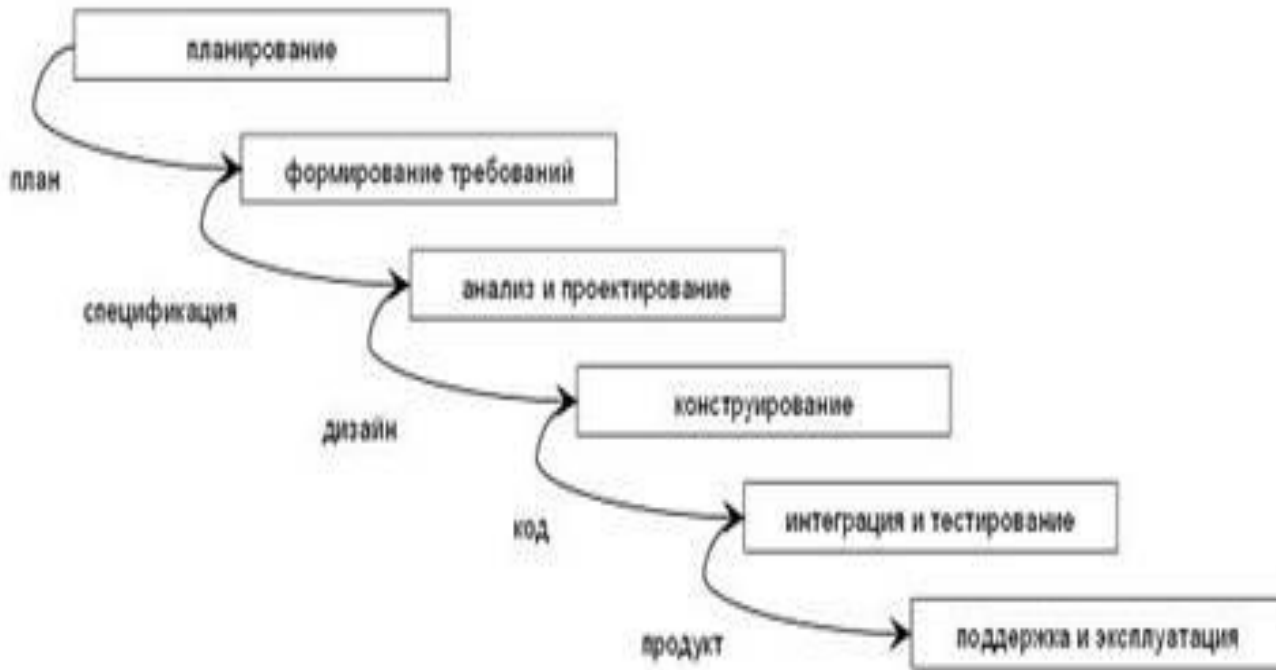 планирование
план
формирование требований
спецификация
анализ и проектирование
дизайн
конструирование
код
интеграция и тестирование
продукт
поддержка и эксплуатация